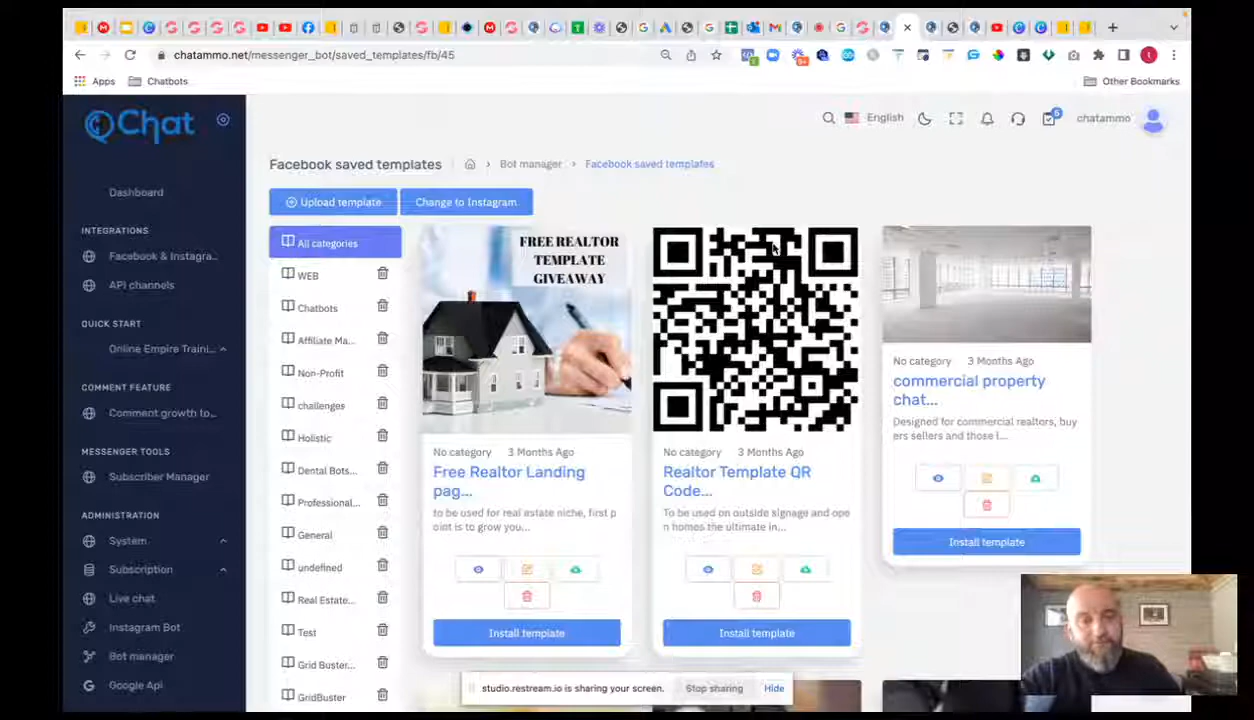 chatammo.net/messenger_bot/saved_templates/fb/45
Apps
Chatbots
Other Bookmarks
QChat
English
chatammo
Facebook saved templates
Bot manager
Facebook saved templates
Upload template
Change to Instagram
Dashboard
INTEGRATIONS
Facebook & Instagra...
API channels
QUICK START
Online Empire Traini...
COMMENT FEATURE
Comment growth to...
MESSENGER TOOLS
Subscriber Manager
ADMINISTRATION
System
Subscription
Live chat
Instagram Bot
Bot manager
Google Api
All categories
WEB
Chatbots
Affiliate Ma...
Non-Profit
challenges
Holistic
Dental Bots...
Professional...
General
undefined
Real Estate...
Test
Grid Buster...
GridBuster
FREE REALTOR
TEMPLATE
GIVEAWAY
No category 3 Months Ago
Free Realtor Landing
pag...
to be used for real estate niche, first p
oint is to grow you...
Install template
No category 3 Months Ago
Realtor Template QR
Code...
To be used on outside signage and ope
n homes the ultimate in...
Install template
No category 3 Months Ago
commercial property
chat...
Designed for commercial realtors, buy
ers sellers and those l...
Install template
studio.restream.io is sharing your screen.
Stop sharing
Hide